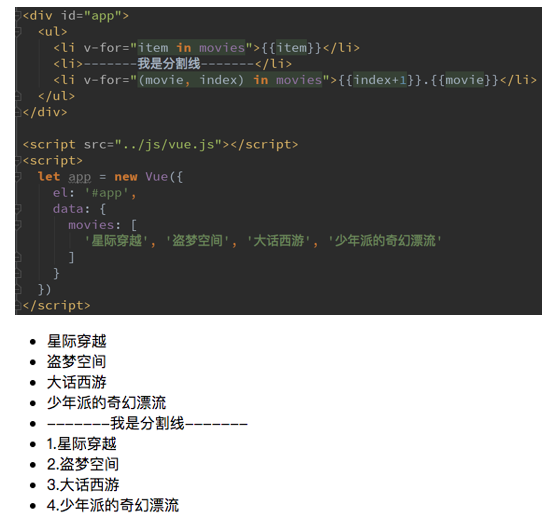 <div id="app">
<ul>
<li v-for="item in movies">{{item}}</li>
<li>-------我是分割线-------</li>
<li v-for="(movie, index) in movies">{{index+1}}.{{movie}}</li>
</ul>
</div>
<script src="../js/vue.js"></script>
<script>
let app = new Vue({
el: '#app',
data: {
movies: [
'星际穿越', '盗梦空间', '大话西游', '少年派的奇幻漂流'
]
}
})
</script>
• 星际穿越
• 盗梦空间
• 大话西游
• 少年派的奇幻漂流
• -------我是分割线-------
• 1.星际穿越
• 2.盗梦空间
• 3.大话西游
• 4.少年派的奇幻漂流